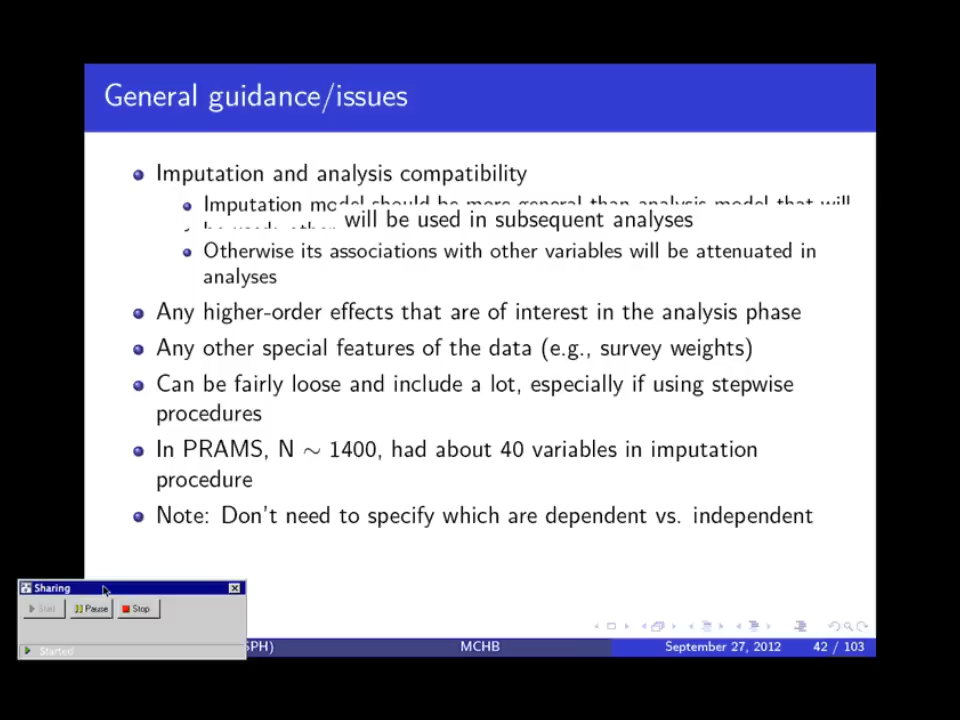 General guidance/issues
Imputation and analysis compatibility
Imputation model should be more general than analysis model that will
will be used in subsequent analyses
Otherwise its associations with other variables will be attenuated in
analyses
Any higher-order effects that are of interest in the analysis phase
Any other special features of the data (e.g., survey weights)
Can be fairly loose and include a lot, especially if using stepwise
procedures
In PRAMS, N ∼ 1400, had about 40 variables in imputation
procedure
Note: Don't need to specify which are dependent vs. independent
Sharing
Start Pause Stop
Started
SPH) MCHB September 27, 2012 42 / 103